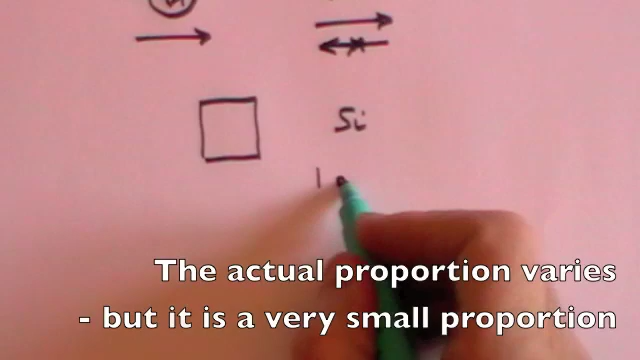 Si
The actual proportion varies
- but it is a very small proportion